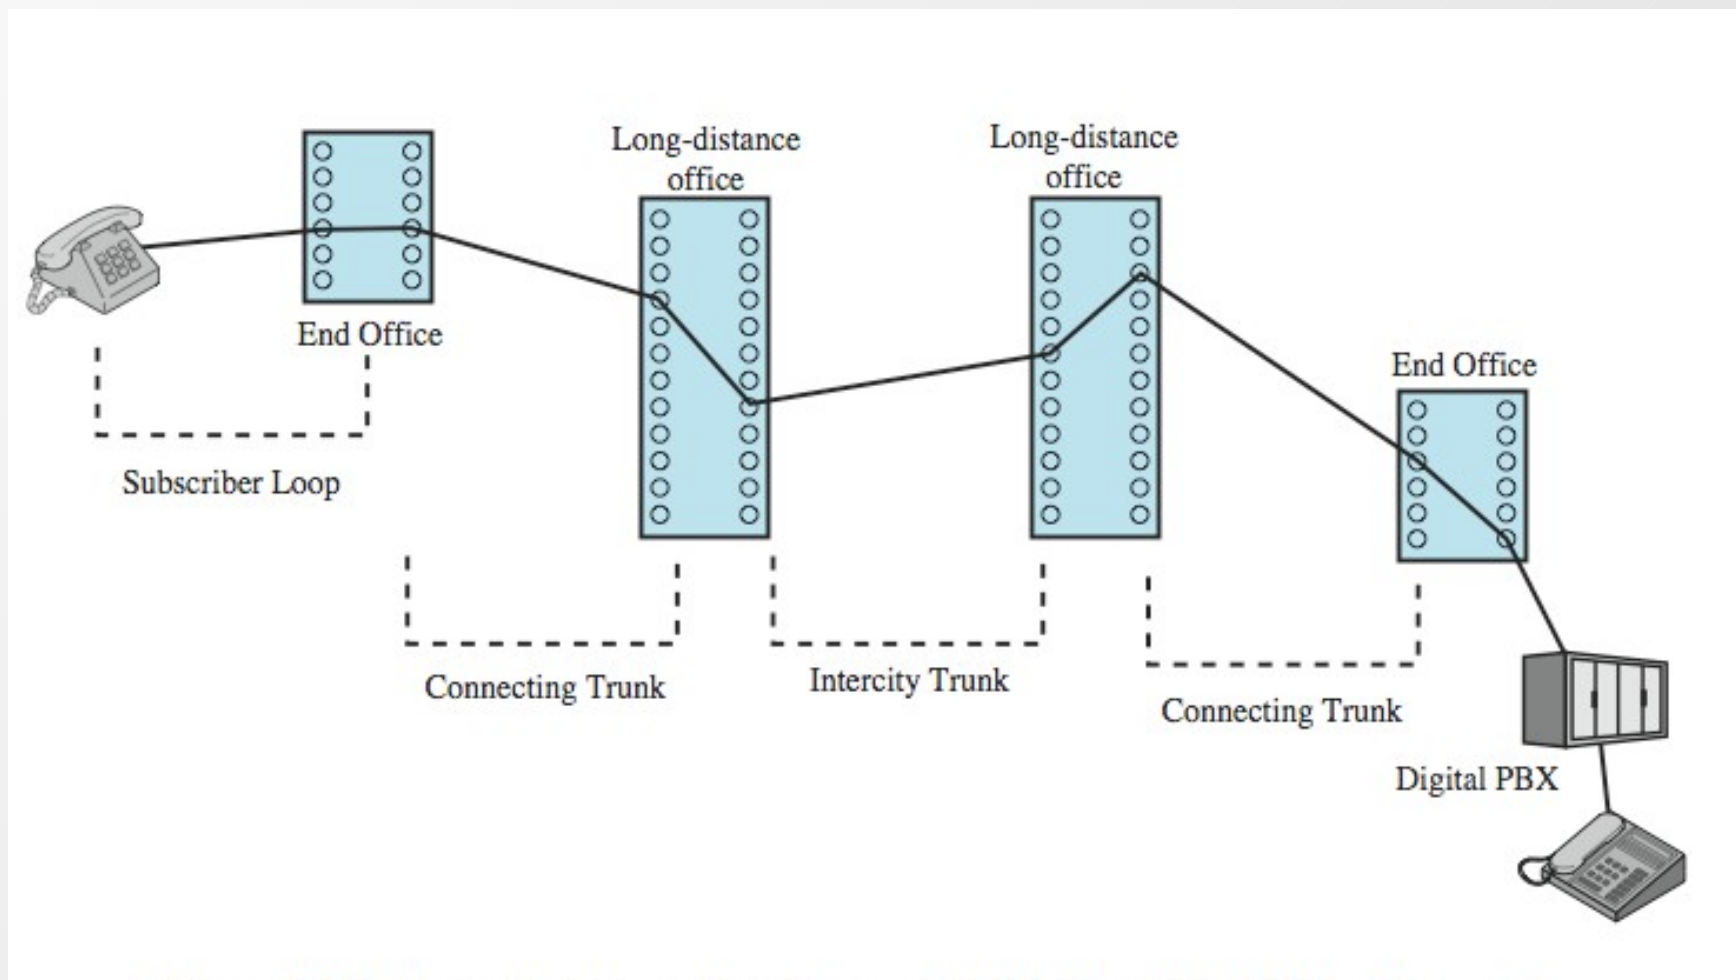 Long-distance
office
Long-distance
office
End Office
End Office
Subscriber Loop
Connecting Trunk
Intercity Trunk
Connecting Trunk
Digital PBX